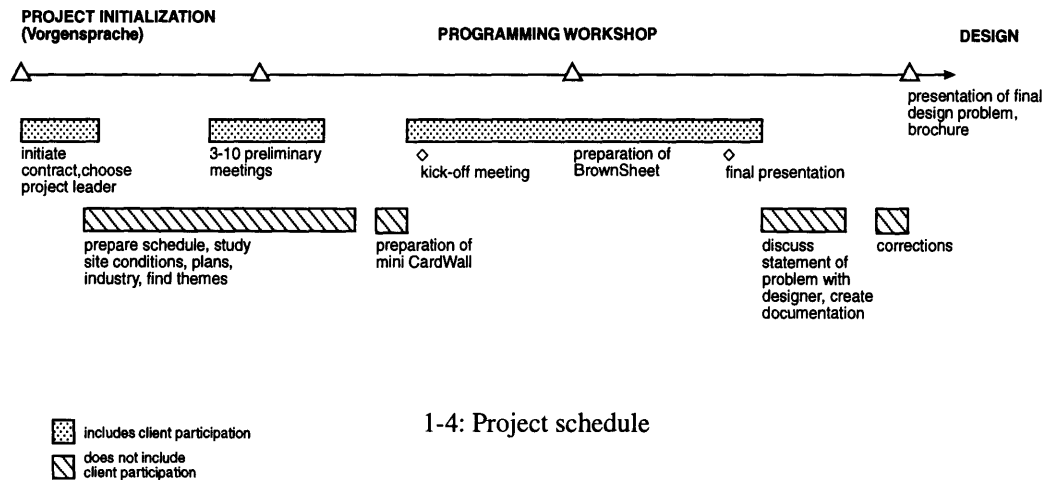 PROJECT INITIALIZATION
(Vorgensprache)
PROGRAMMING WORKSHOP
DESIGN
presentation of final
design problem,
brochure
initiate
contract,choose
project leader
3-10 preliminary
meetings
kick-off meeting
preparation of
BrownSheet
final presentation
prepare schedule, study
site conditions, plans,
industry, find themes
preparation of
mini CardWall
discuss
statement of
problem with
designer, create
documentation
corrections
1-4: Project schedule
includes client participation
does not include
client participation